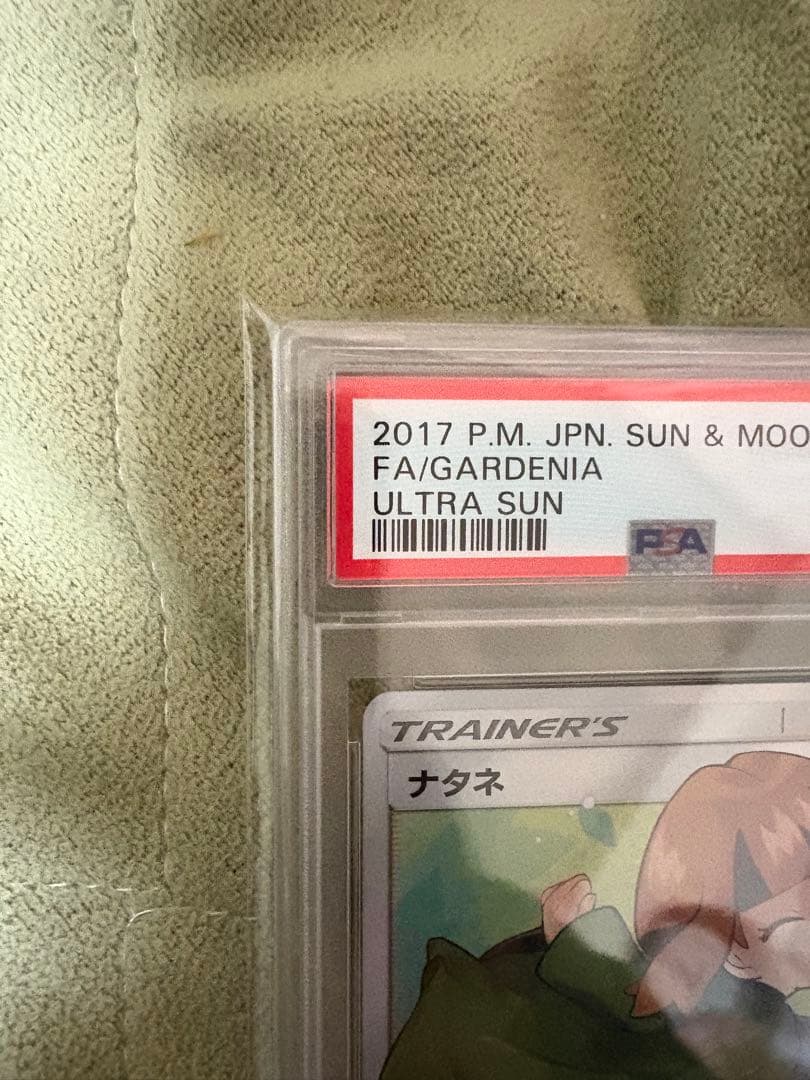 2017 P.M. JPN. SUN & MOO
FA/GARDENIA
ULTRA SUN
PSA
TRAINER'S
ナタネ